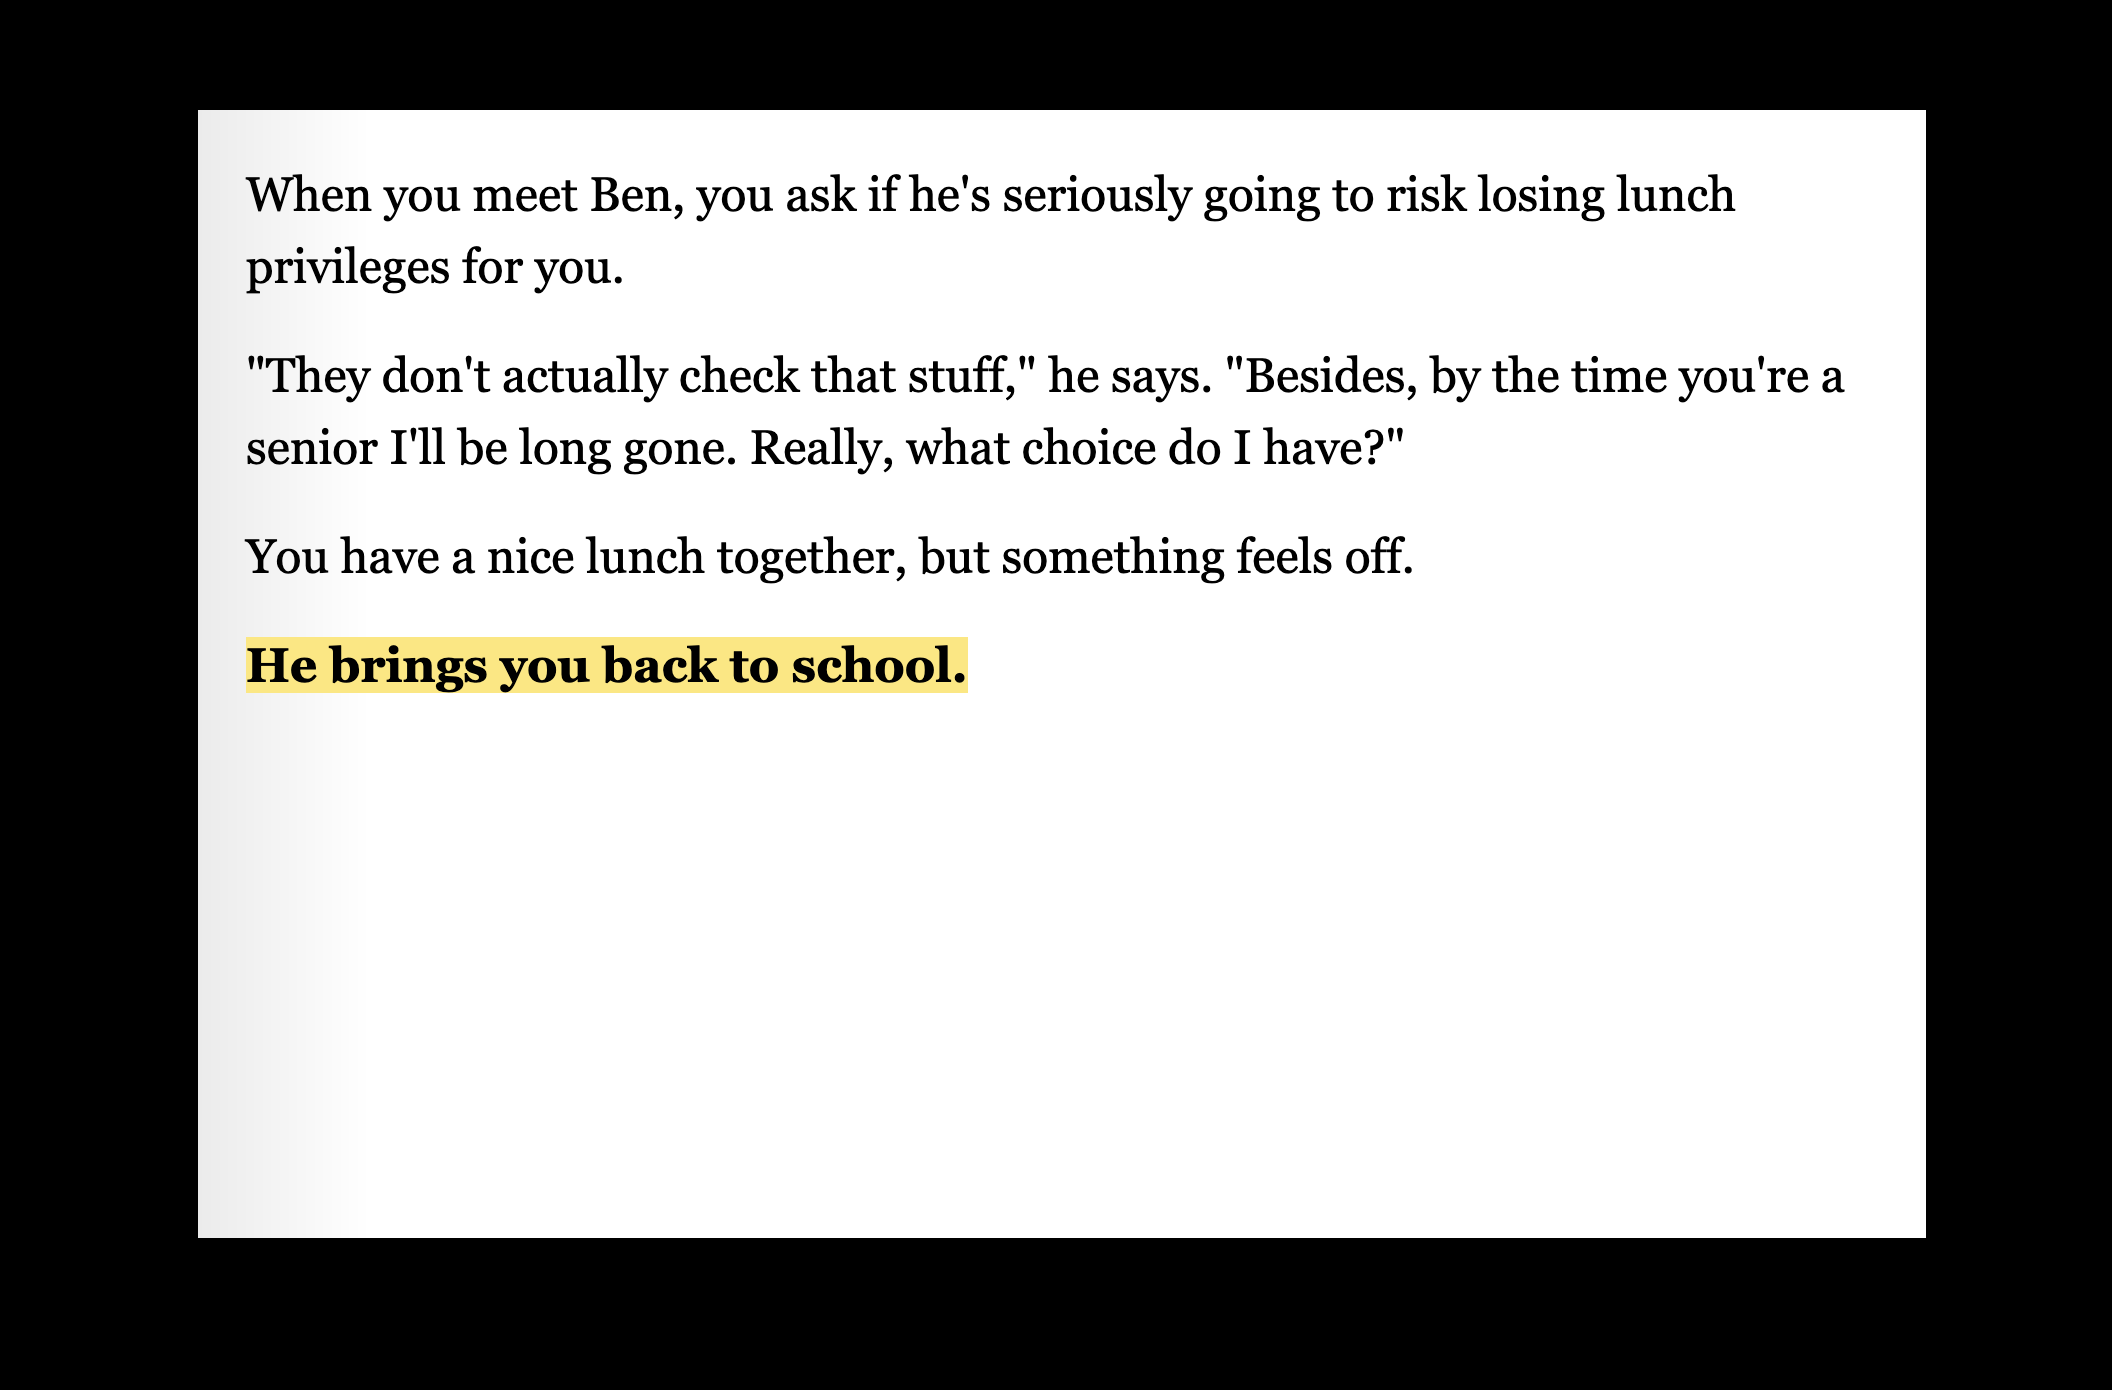 When you meet Ben, you ask if he's seriously going to risk losing lunch
privileges for you.
"They don't actually check that stuff," he says. "Besides, by the time you're a
senior I'll be long gone. Really, what choice do I have?"
You have a nice lunch together, but something feels off.
He brings you back to school.